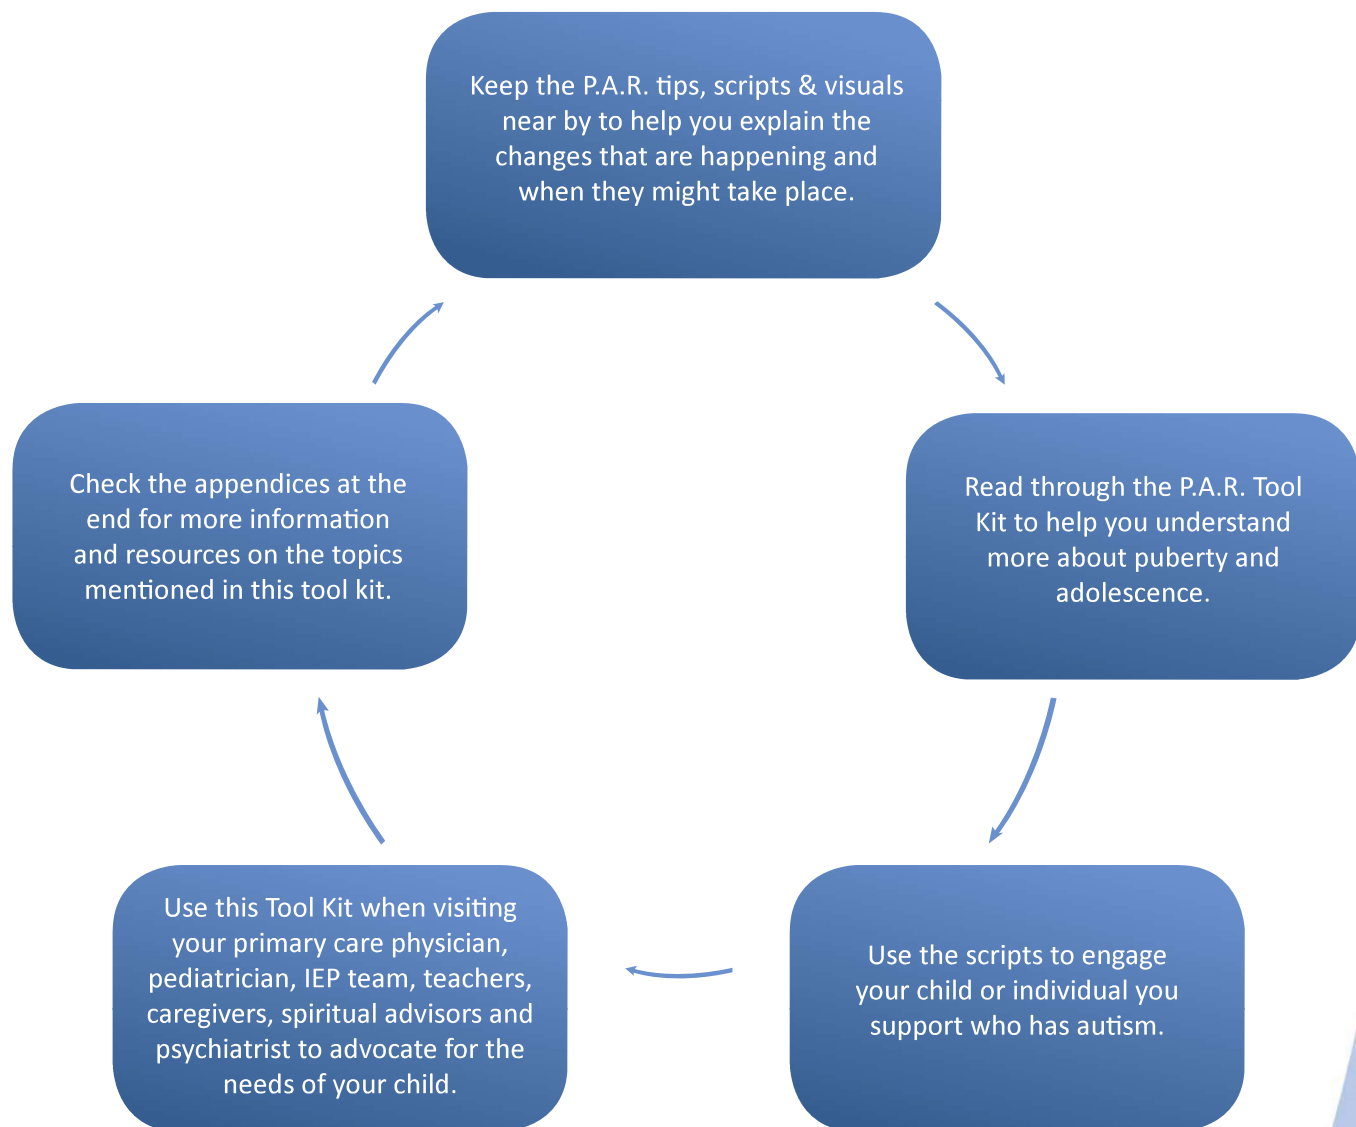 Keep the P.A.R. tips, scripts & visuals
near by to help you explain the
changes that are happening and
when they might take place.
Read through the P.A.R. Tool
Kit to help you understand
more about puberty and
adolescence.
Use the scripts to engage
your child or individual you
support who has autism.
Use this Tool Kit when visiting
your primary care physician,
pediatrician, IEP team, teachers,
caregivers, spiritual advisors and
psychiatrist to advocate for the
needs of your child.
Check the appendices at the
end for more information
and resources on the topics
mentioned in this tool kit.